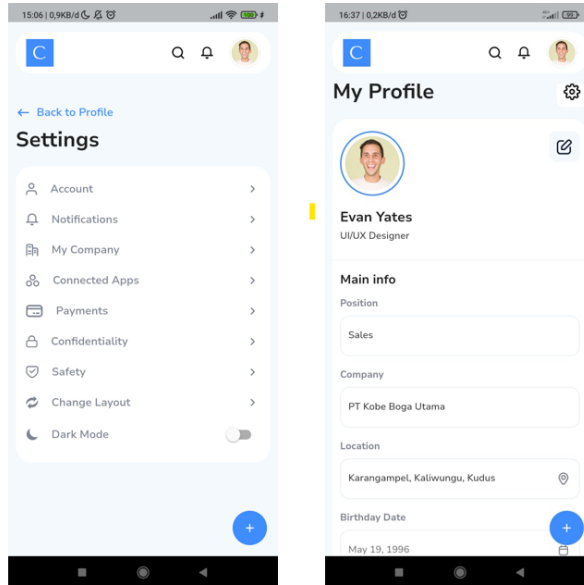 15:06 | 0,9KB/d
100
C
← Back to Profile
Settings
Account
Notifications
My Company
Connected Apps
Payments
Confidentiality
Safety
Change Layout
Dark Mode
+
16:37 | 0,2KB/d
C
My Profile
Evan Yates
UI/UX Designer
Main info
Position
Sales
Company
PT Kobe Boga Utama
Location
Karangampel, Kaliwungu, Kudus
Birthday Date
May 19, 1996
+